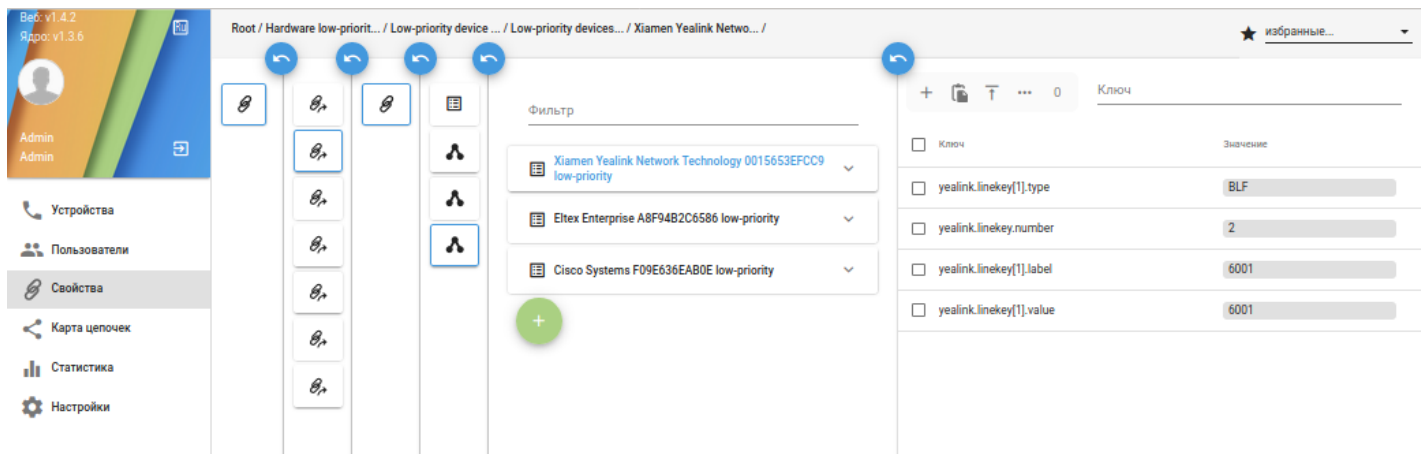 Веб: v1.4.2
Ядро: v1.3.6
Ru
Admin
Admin
Устройства
Пользователи
Свойства
Карта цепочек
Статистика
Настройки
Root / Hardware low-priorit... / Low-priority device ... / Low-priority devices... / Xiamen Yealink Netwo... /
избранные...
Фильтр
Xiamen Yealink Network Technology 0015653EFCC9
low-priority
Eltex Enterprise A8F94B2C6586 low-priority
Cisco Systems F09E636EAB0E low-priority
0
Ключ
Ключ Значение
yealink.linekey[1].type BLF
yealink.linekey.number 2
yealink.linekey[1].label 6001
yealink.linekey[1].value 6001